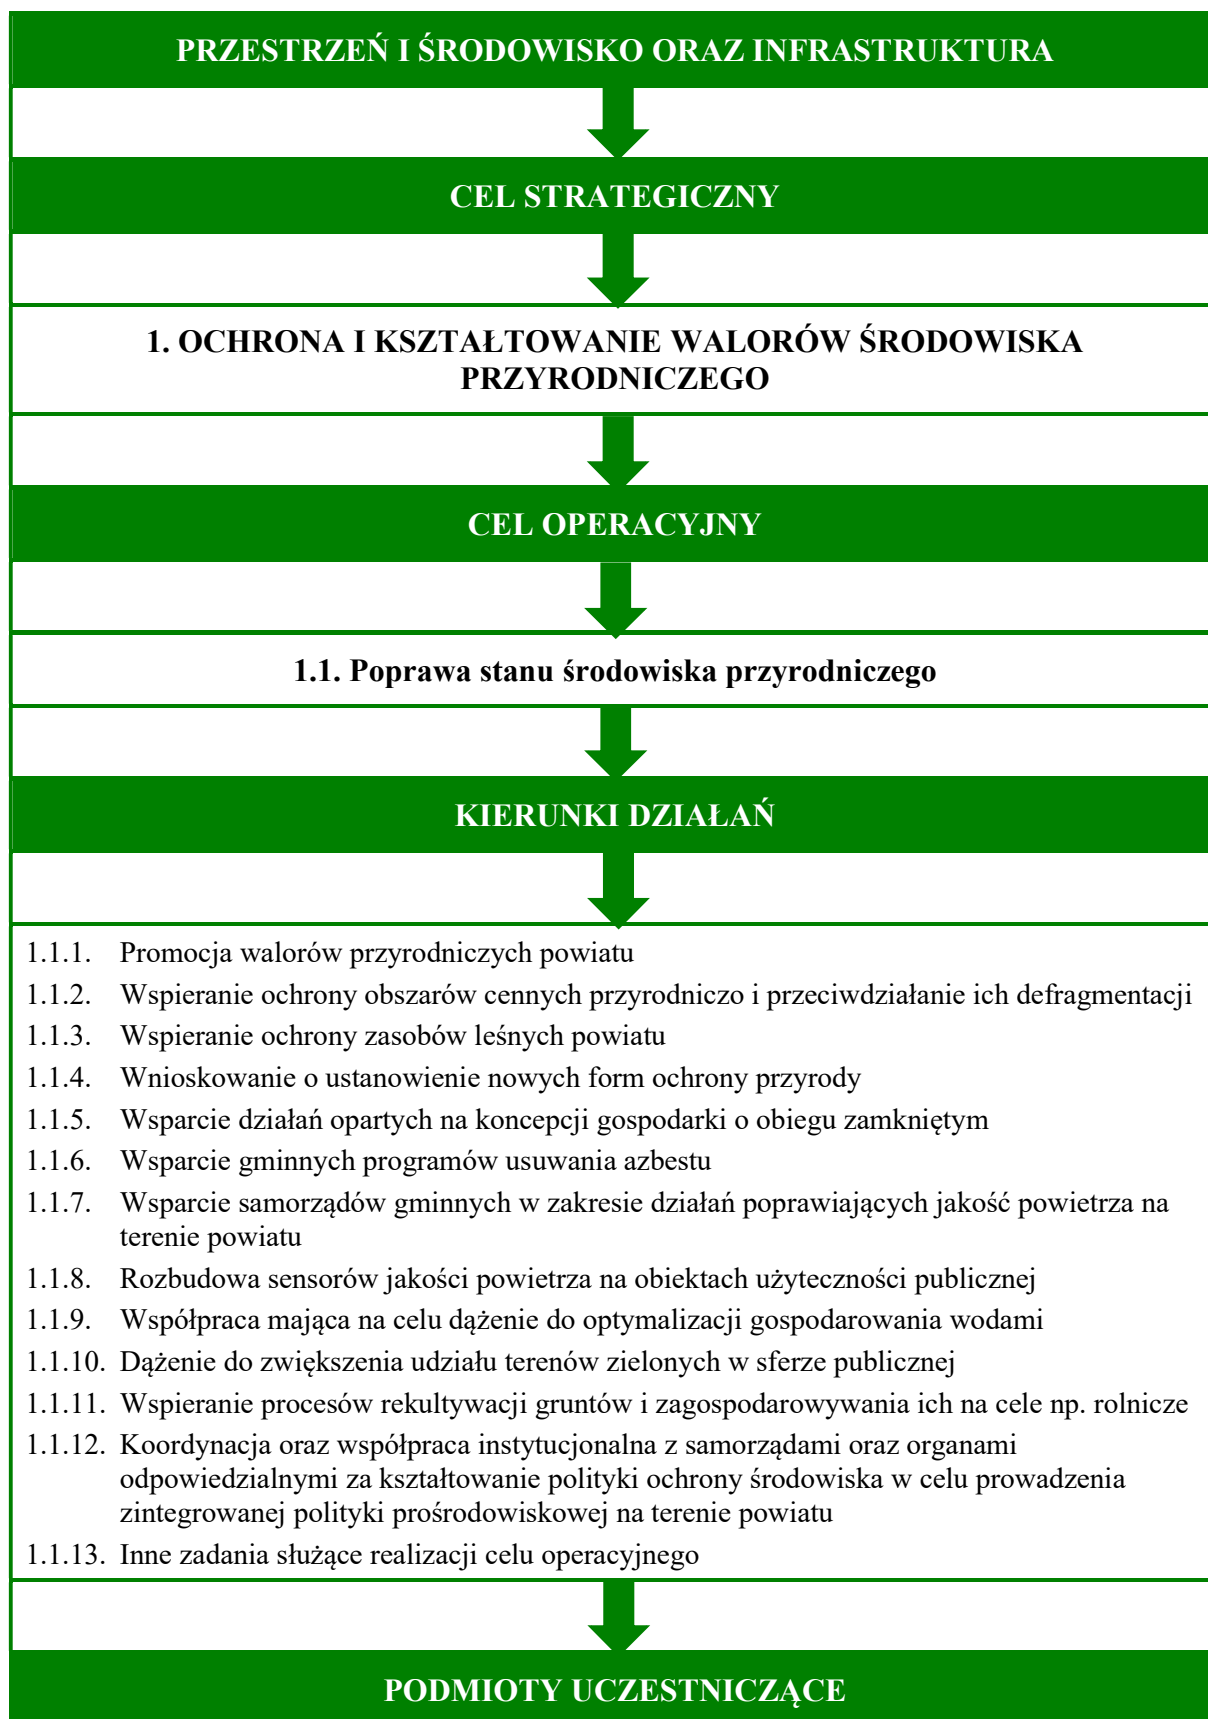 PRZESTRZEŃ I ŚRODOWISKO ORAZ INFRASTRUKTURA
CEL STRATEGICZNY
1. OCHRONA I KSZTAŁTOWANIE WALORÓW ŚRODOWISKA
PRZYRODNICZEGO
CEL OPERACYJNY
1.1. Poprawa stanu środowiska przyrodniczego
KIERUNKI DZIAŁAŃ
1.1.1. Promocja walorów przyrodniczych powiatu
1.1.2. Wspieranie ochrony obszarów cennych przyrodniczo i przeciwdziałanie ich defragmentacji
1.1.3. Wspieranie ochrony zasobów leśnych powiatu
1.1.4. Wnioskowanie o ustanowienie nowych form ochrony przyrody
1.1.5. Wsparcie działań opartych na koncepcji gospodarki o obiegu zamkniętym
1.1.6. Wsparcie gminnych programów usuwania azbestu
1.1.7. Wsparcie samorządów gminnych w zakresie działań poprawiających jakość powietrza na
terenie powiatu
1.1.8. Rozbudowa sensorów jakości powietrza na obiektach użyteczności publicznej
1.1.9. Współpraca mająca na celu dążenie do optymalizacji gospodarowania wodami
1.1.10. Dążenie do zwiększenia udziału terenów zielonych w sferze publicznej
1.1.11. Wspieranie procesów rekultywacji gruntów i zagospodarowywania ich na cele np. rolnicze
1.1.12. Koordynacja oraz współpraca instytucjonalna z samorządami oraz organami
odpowiedzialnymi za kształtowanie polityki ochrony środowiska w celu prowadzenia
zintegrowanej polityki prośrodowiskowej na terenie powiatu
1.1.13. Inne zadania służące realizacji celu operacyjnego
PODMIOTY UCZESTNICZĄCE